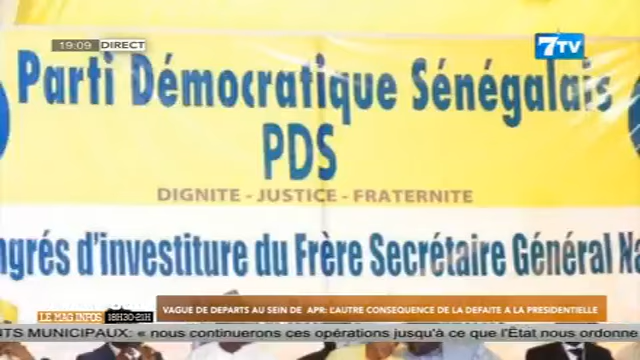 19:09 DIRECT
7TV
Parti Démocratique Sénégalais
PDS
DIGNITE - JUSTICE - FRATERNITE
ngrés d'investiture du Frère Secrétaire Général Na
VAGUE DE DEPARTS AU SEIN DE APR: L'AUTRE CONSEQUENCE DE LA DEFAITE A LA PRESIDENTIELLE
LE MAG INFOS 18H30-21H
NTS MUNICIPAUX: « nous continuerons ces opérations jusqu'à ce que l'État nous ordonne